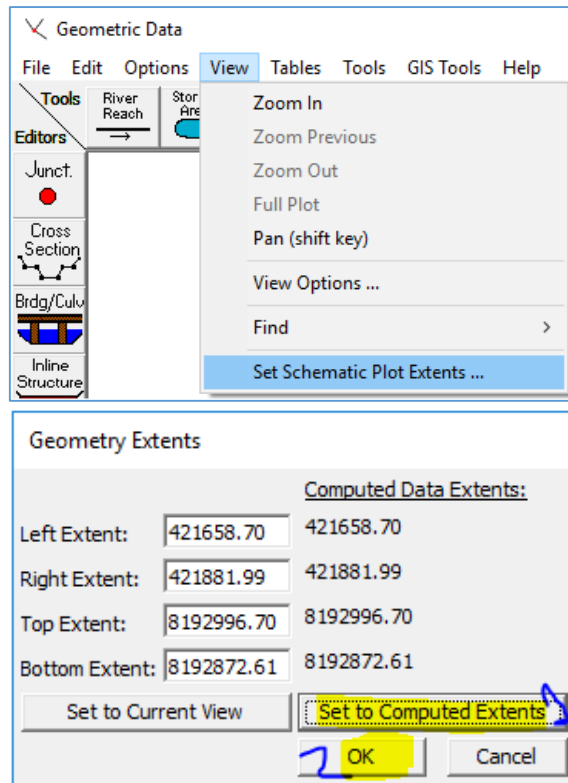 Geometric Data
File Edit Options View Tables Tools GIS Tools Help
Tools
Editors
River
Reach
Stor
Are
Junct.
Cross
Section
Brdg/Culv
Inline
Structure
Zoom In
Zoom Previous
Zoom Out
Full Plot
Pan (shift key)
View Options ...
Find >
Set Schematic Plot Extents ...
Geometry Extents
Computed Data Extents:
Left Extent: 421658.70 421658.70
Right Extent: 421881.99 421881.99
Top Extent: 8192996.70 8192996.70
Bottom Extent: 8192872.61 8192872.61
Set to Current View Set to Computed Extents
OK Cancel